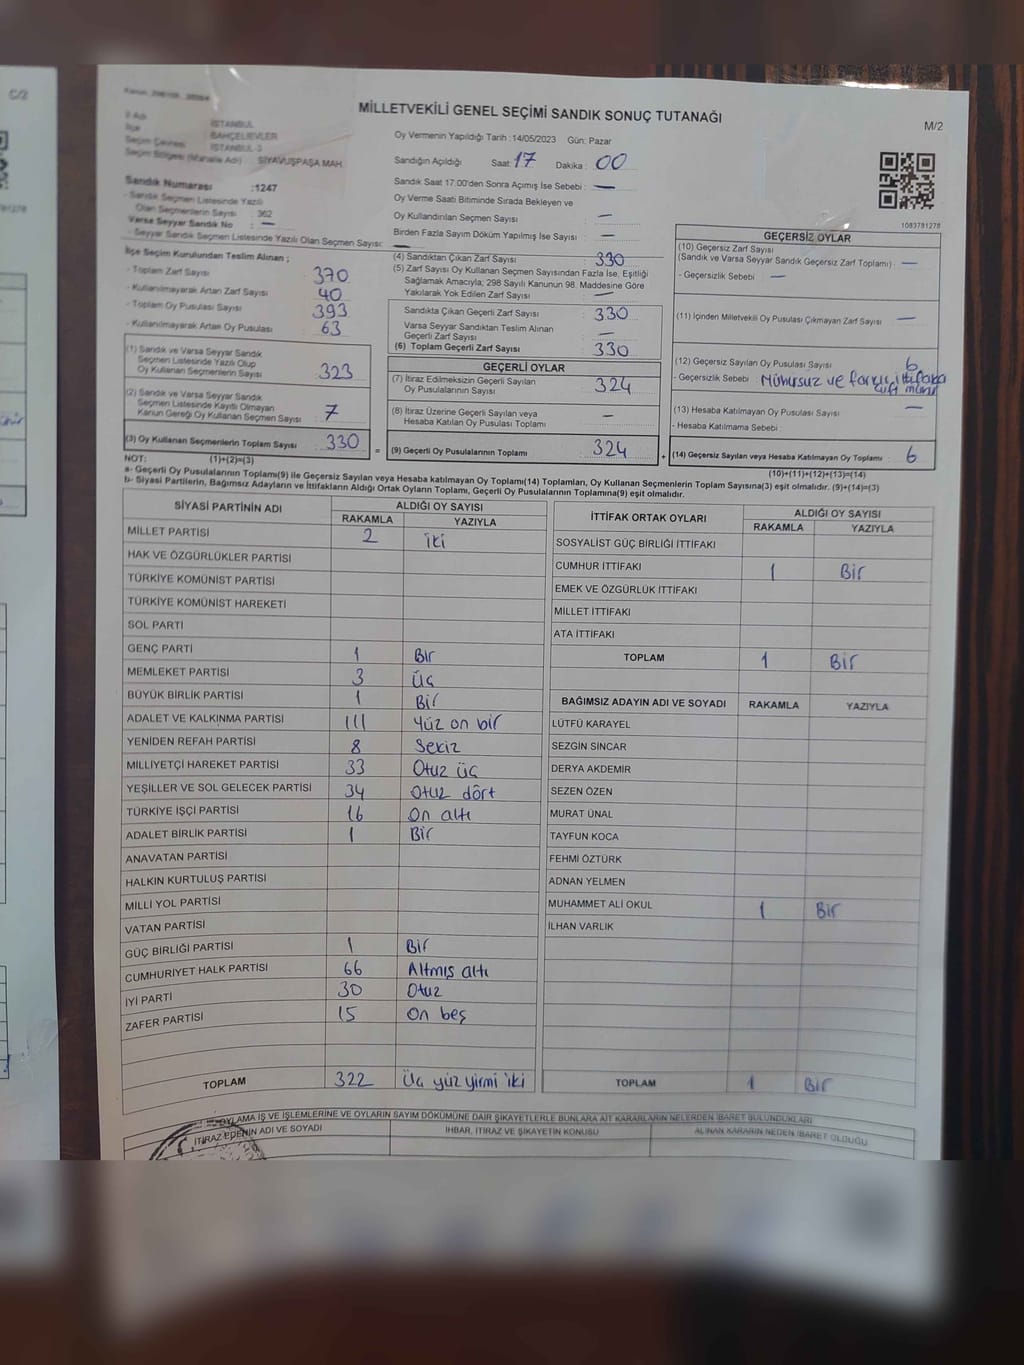 C/2
MİLLETVEKİLİ GENEL SEÇİMİ SANDIK SONUÇ TUTANAĞI
M/2
İl Adı İSTANBUL
İlçe BAHÇELİEVLER
Seçim Çevresi İSTANBUL-3
Seçim Bölgesi (Mahalle Adı) SİYAVUŞPAŞA MAH.
Sandık Numarası :1247
- Sandık Seçmen Listesinde Yazılı
Olan Seçmenlerin Sayısı : 362
Varsa Seyyar Sandık No : —
- Seyyar Sandık Seçmen Listesinde Yazılı Olan Seçmen Sayısı: —
Oy Vermenin Yapıldığı Tarih :14/05/2023 Gün: Pazar
Sandığın Açıldığı Saat: 17 Dakika : 00
Sandık Saat 17:00'den Sonra Açımış İse Sebebi : —
Oy Verme Saati Bitiminde Sırada Bekleyen ve
Oy Kullandırılan Seçmen Sayısı : —
Birden Fazla Sayım Döküm Yapılmış İse Sayısı : —
1083781278
İlçe Seçim Kurulundan Teslim Alınan ;
- Toplam Zarf Sayısı : 370
- Kullanılmayarak Artan Zarf Sayısı : 40
- Toplam Oy Pusulası Sayısı : 393
- Kullanılmayarak Artan Oy Pusulası : 63
(1) Sandık ve Varsa Seyyar Sandık
Seçmen Listesinde Yazılı Olup
Oy Kullanan Seçmenlerin Sayısı : 323
(2) Sandık ve Varsa Seyyar Sandık
Seçmen Listesinde Kayıtlı Olmayan
Kanun Gereği Oy Kullanan Seçmen Sayısı : 7
(3) Oy Kullanan Seçmenlerin Toplam Sayısı : 330
(4) Sandıktan Çıkan Zarf Sayısı : 330
(5) Zarf Sayısı Oy Kullanan Seçmen Sayısından Fazla İse, Eşitliği
Sağlamak Amacıyla; 298 Sayılı Kanunun 98. Maddesine Göre
Yakılarak Yok Edilen Zarf Sayısı : —
Sandıkta Çıkan Geçerli Zarf Sayısı : 330
Varsa Seyyar Sandıktan Teslim Alınan
Geçerli Zarf Sayısı : —
(6) Toplam Geçerli Zarf Sayısı : 330
GEÇERLİ OYLAR
(7) İtiraz Edilmeksizin Geçerli Sayılan
Oy Pusulalarının Sayısı : 324
(8) İtiraz Üzerine Geçerli Sayılan veya
Hesaba Katılan Oy Pusulası Toplamı : —
= (9) Geçerli Oy Pusulalarının Toplamı : 324
GEÇERSİZ OYLAR
(10) Geçersiz Zarf Sayısı
(Sandık ve Varsa Seyyar Sandık Geçersiz Zarf Toplamı) : —
- Geçersizlik Sebebi : —
(11) İçinden Milletvekili Oy Pusulası Çıkmayan Zarf Sayısı : —
(12) Geçersiz Sayılan Oy Pusulası Sayısı : 6
- Geçersizlik Sebebi : Mühürsüz ve farklı ittifaka
çift mühür
(13) Hesaba Katılmayan Oy Pusulası Sayısı : —
- Hesaba Katılmama Sebebi :
+ (14) Geçersiz Sayılan veya Hesaba Katılmayan Oy Toplamı : 6
NOT: (1)+(2)=(3) (10)+(11)+(12)+(13)=(14)
a- Geçerli Oy Pusulalarının Toplamı(9) ile Geçersiz Sayılan veya Hesaba katılmayan Oy Toplamı(14) Toplamları, Oy Kullanan Seçmenlerin Toplam Sayısına(3) eşit olmalıdır. (9)+(14)=(3)
b- Siyasi Partilerin, Bağımsız Adayların ve İttifakların Aldığı Ortak Oyların Toplamı, Geçerli Oy Pusulalarının Toplamına(9) eşit olmalıdır.
SİYASİ PARTİNİN ADI ALDIĞI OY SAYISI
RAKAMLA YAZIYLA
MİLLET PARTİSİ 2 iki
HAK VE ÖZGÜRLÜKLER PARTİSİ
TÜRKİYE KOMÜNİST PARTİSİ
TÜRKİYE KOMÜNİST HAREKETİ
SOL PARTİ
GENÇ PARTİ 1 Bir
MEMLEKET PARTİSİ 3 Üç
BÜYÜK BİRLİK PARTİSİ 1 Bir
ADALET VE KALKINMA PARTİSİ 111 Yüz on bir
YENİDEN REFAH PARTİSİ 8 Sekiz
MİLLİYETÇİ HAREKET PARTİSİ 33 Otuz üç
YEŞİLLER VE SOL GELECEK PARTİSİ 34 Otuz dört
TÜRKİYE İŞÇİ PARTİSİ 16 On altı
ADALET BİRLİK PARTİSİ 1 Bir
ANAVATAN PARTİSİ
HALKIN KURTULUŞ PARTİSİ
MİLLİ YOL PARTİSİ
VATAN PARTİSİ
GÜÇ BİRLİĞİ PARTİSİ 1 Bir
CUMHURİYET HALK PARTİSİ 66 Altmış altı
İYİ PARTİ 30 Otuz
ZAFER PARTİSİ 15 On beş
TOPLAM 322 Üç yüz yirmi iki
İTTİFAK ORTAK OYLARI ALDIĞI OY SAYISI
RAKAMLA YAZIYLA
SOSYALİST GÜÇ BİRLİĞİ İTTİFAKI
CUMHUR İTTİFAKI 1 Bir
EMEK VE ÖZGÜRLÜK İTTİFAKI
MİLLET İTTİFAKI
ATA İTTİFAKI
TOPLAM 1 Bir
BAĞIMSIZ ADAYIN ADI VE SOYADI RAKAMLA YAZIYLA
LÜTFÜ KARAYEL
SEZGİN SİNCAR
DERYA AKDEMİR
SEZEN ÖZEN
MURAT ÜNAL
TAYFUN KOCA
FEHMİ ÖZTÜRK
ADNAN YELMEN
MUHAMMET ALİ OKUL 1 Bir
İLHAN VARLIK
TOPLAM 1 Bir
OYLAMA İŞ VE İŞLEMLERİNE VE OYLARIN SAYIM DÖKÜMÜNE DAİR ŞİKAYETLERLE BUNLARA AİT KARARLARIN NELERDEN İBARET BULUNDUKLARI
İTİRAZ EDENİN ADI VE SOYADI İHBAR, İTİRAZ VE ŞİKAYETİN KONUSU ALINAN KARARIN NEDEN İBARET OLDUĞU